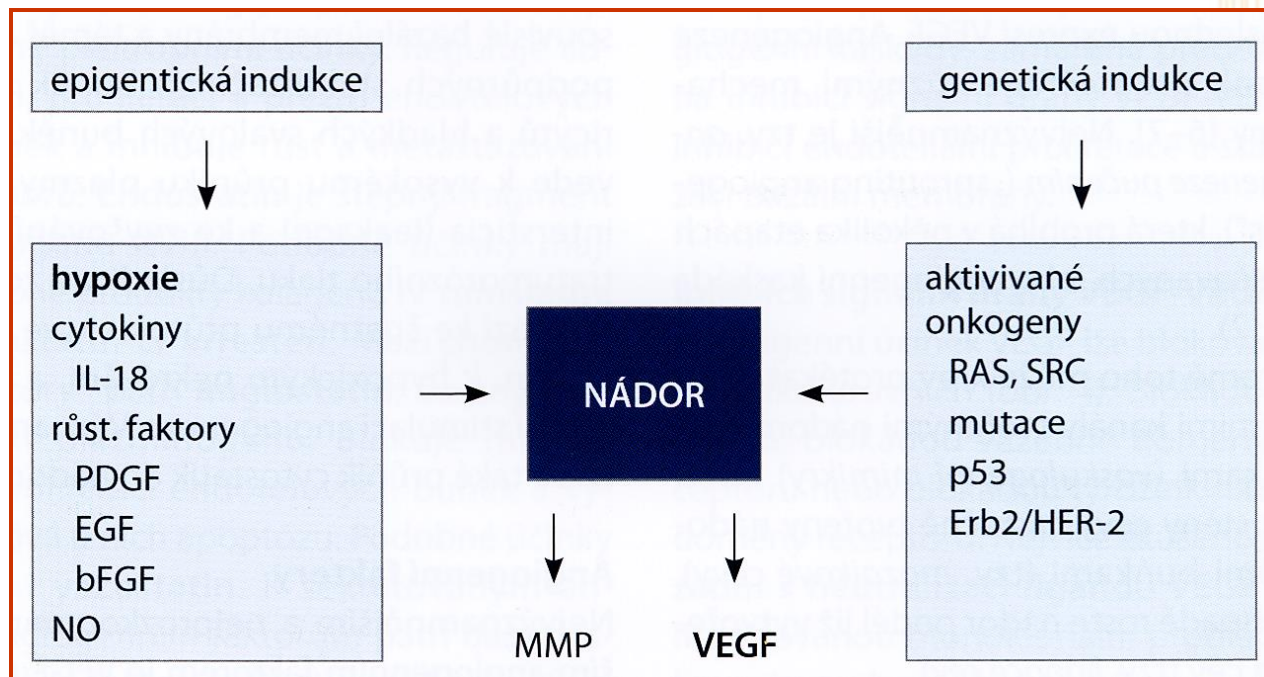 epigentická indukce
hypoxie
cytokiny
IL-18
růst. faktory
PDGF
EGF
bFGF
NO
NÁDOR
MMP
VEGF
genetická indukce
aktivivané
onkogeny
RAS, SRC
mutace
p53
Erb2/HER-2